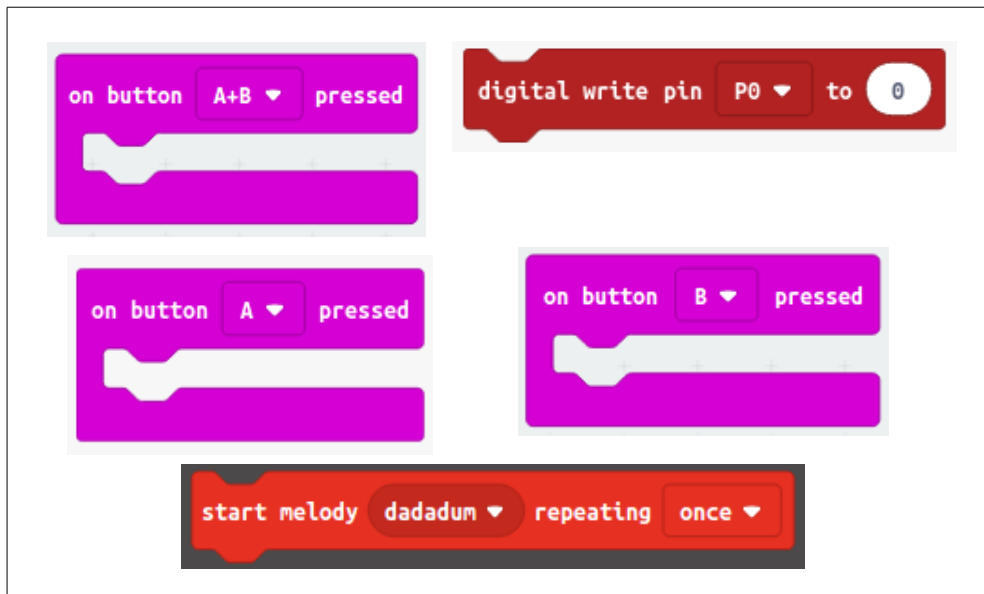 on button A+B pressed
digital write pin P0 to 0
on button A pressed
on button B pressed
start melody dadadum repeating once